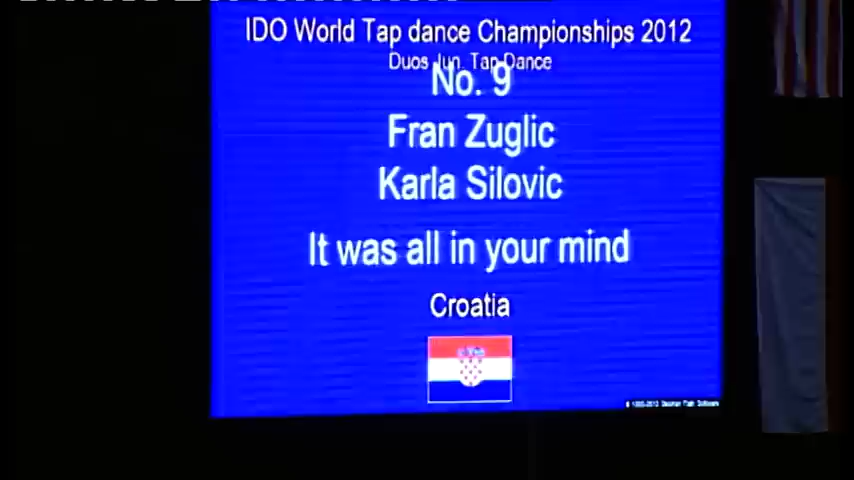 IDO World Tap dance Championships 2012
Duos Jun. Tap Dance
No. 9
Fran Zuglic
Karla Silovic
It was all in your mind
Croatia